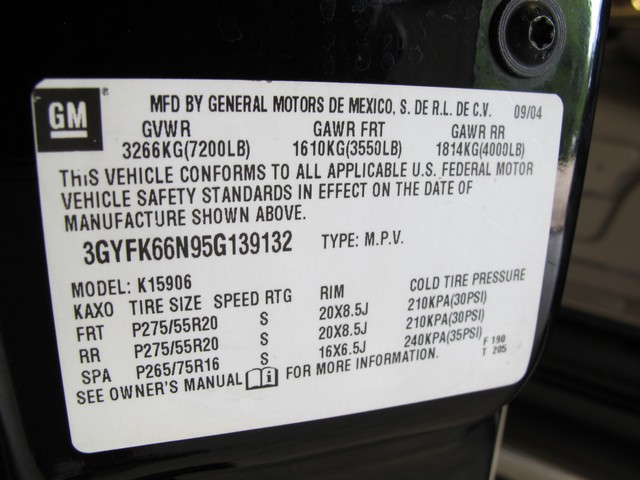 GM
MFD BY GENERAL MOTORS DE MEXICO, S. DE R.L. DE C.V. 09/04
GVWR GAWR FRT GAWR RR
3266KG(7200LB) 1610KG(3550LB) 1814KG(4000LB)
THIS VEHICLE CONFORMS TO ALL APPLICABLE U.S. FEDERAL MOTOR
VEHICLE SAFETY STANDARDS IN EFFECT ON THE DATE OF
MANUFACTURE SHOWN ABOVE.
3GYFK66N95G139132 TYPE: M.P.V.
MODEL: K15906
KAXO TIRE SIZE SPEED RTG RIM COLD TIRE PRESSURE
FRT P275/55R20 S 20X8.5J 210KPA(30PSI)
RR P275/55R20 S 20X8.5J 210KPA(30PSI)
SPA P265/75R16 S 16X6.5J 240KPA(35PSI) F 190
T 205
SEE OWNER'S MANUAL i FOR MORE INFORMATION.